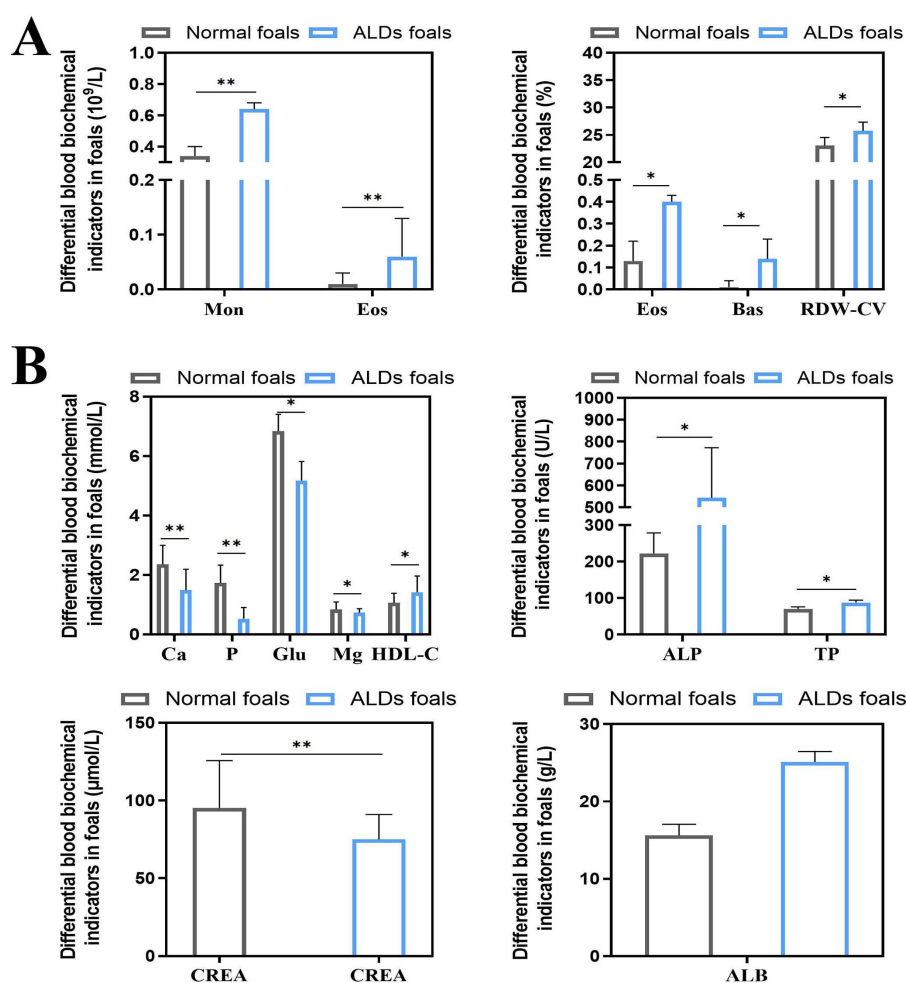 A
Normal foals ALDs foals
Differential blood biochemical
indicators in foals (10⁹/L)
1.0
0.8
0.6
0.4
0.2
0.1
0.0
**
**
Mon Eos
Normal foals ALDs foals
Differential blood biochemical
indicators in foals (%)
40
35
30
25
20
0.5
0.4
0.3
0.2
0.1
0.0
*
*
*
Eos Bas RDW-CV
B
Normal foals ALDs foals
Differential blood biochemical
indicators in foals (mmol/L)
8
6
4
2
0
**
**
*
*
*
Ca P Glu Mg HDL-C
Normal foals ALDs foals
Differential blood biochemical
indicators in foals (U/L)
1000
900
800
700
600
500
200
100
0
*
*
ALP TP
Normal foals ALDs foals
Differential blood biochemical
indicators in foals (μmol/L)
150
100
50
0
**
CREA CREA
Normal foals ALDs foals
Differential blood biochemical
indicators in foals (g/L)
30
20
10
0
ALB